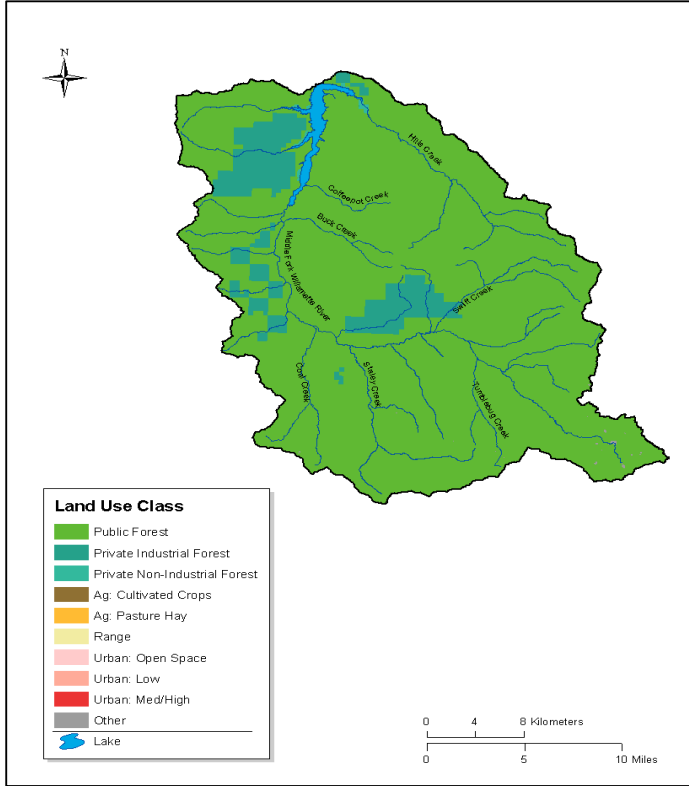 N
Hills Creek
Coffeepot Creek
Buck Creek
Middle Fork Willamette River
Swift Creek
Coal Creek
Staley Creek
Tumblebug Creek
Land Use Class
Public Forest
Private Industrial Forest
Private Non-Industrial Forest
Ag: Cultivated Crops
Ag: Pasture Hay
Range
Urban: Open Space
Urban: Low
Urban: Med/High
Other
Lake
0 4 8 Kilometers
0 5 10 Miles